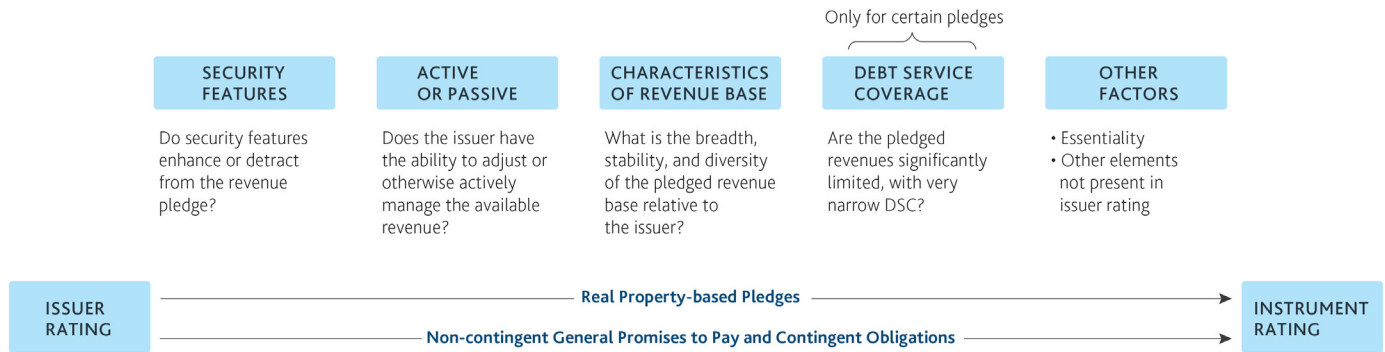 Only for certain pledges
SECURITY
FEATURES
Do security features
enhance or detract
from the revenue
pledge?
ACTIVE
OR PASSIVE
Does the issuer have
the ability to adjust or
otherwise actively
manage the available
revenue?
CHARACTERISTICS
OF REVENUE BASE
What is the breadth,
stability, and diversity
of the pledged revenue
base relative to
the issuer?
DEBT SERVICE
COVERAGE
Are the pledged
revenues significantly
limited, with very
narrow DSC?
OTHER
FACTORS
• Essentiality
• Other elements
not present in
issuer rating
ISSUER
RATING
Real Property-based Pledges
Non-contingent General Promises to Pay and Contingent Obligations
INSTRUMENT
RATING